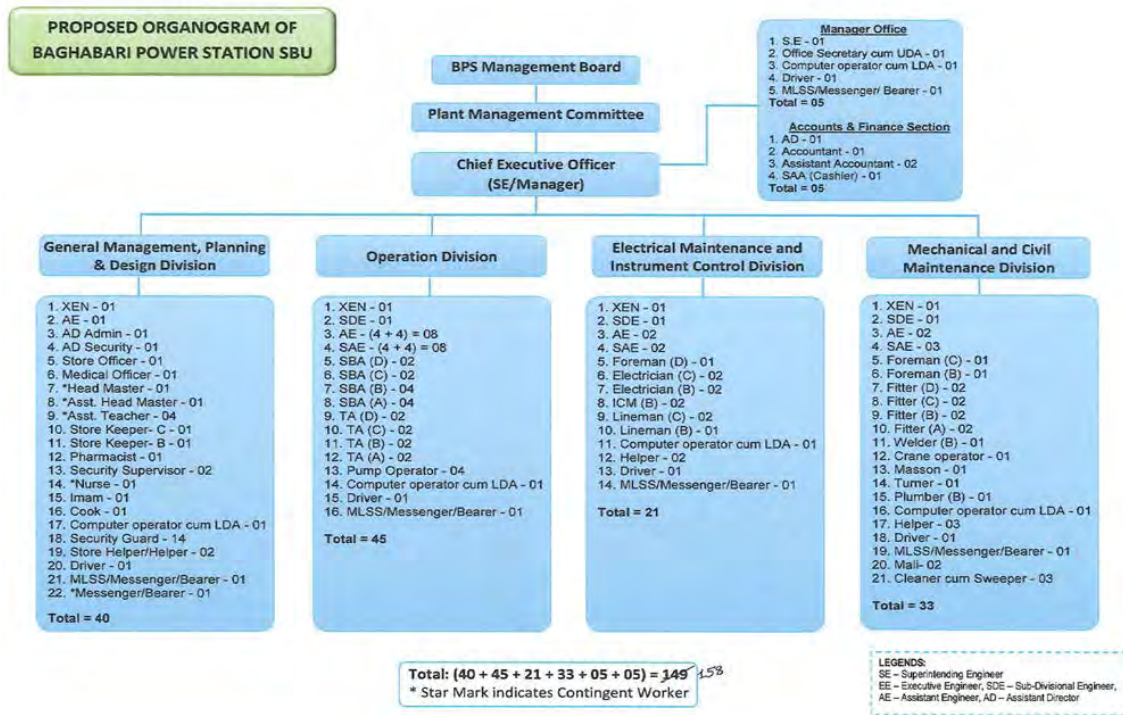 PROPOSED ORGANOGRAM OF
BAGHABARI POWER STATION SBU
BPS Management Board
Plant Management Committee
Chief Executive Officer
(SE/Manager)
Manager Office
1. S.E - 01
2. Office Secretary cum UDA - 01
3. Computer operator cum LDA - 01
4. Driver - 01
5. MLSS/Messenger/ Bearer - 01
Total = 05
Accounts & Finance Section
1. AD - 01
2. Accountant - 01
3. Assistant Accountant - 02
4. SAA (Cashier) - 01
Total = 05
General Management, Planning
& Design Division
1. XEN - 01
2. AE - 01
3. AD Admin - 01
4. AD Security - 01
5. Store Officer - 01
6. Medical Officer - 01
7. *Head Master - 01
8. *Asst. Head Master - 01
9. *Asst. Teacher - 04
10. Store Keeper- C - 01
11. Store Keeper- B - 01
12. Pharmacist - 01
13. Security Supervisor - 02
14. *Nurse - 01
15. Imam - 01
16. Cook - 01
17. Computer operator cum LDA - 01
18. Security Guard - 14
19. Store Helper/Helper - 02
20. Driver - 01
21. MLSS/Messenger/Bearer - 01
22. *Messenger/Bearer - 01
Total = 40
Operation Division
1. XEN - 01
2. SDE - 01
3. AE - (4 + 4) = 08
4. SAE - (4 + 4) = 08
5. SBA (D) - 02
6. SBA (C) - 02
7. SBA (B) - 04
8. SBA (A) - 04
9. TA (D) - 02
10. TA (C) - 02
11. TA (B) - 02
12. TA (A) - 02
13. Pump Operator - 04
14. Computer operator cum LDA - 01
15. Driver - 01
16. MLSS/Messenger/Bearer - 01
Total = 45
Electrical Maintenance and
Instrument Control Division
1. XEN - 01
2. SDE - 01
3. AE - 02
4. SAE - 02
5. Foreman (D) - 01
6. Electrician (C) - 02
7. Electrician (B) - 02
8. ICM (B) - 02
9. Lineman (C) - 02
10. Lineman (B) - 01
11. Computer operator cum LDA - 01
12. Helper - 02
13. Driver - 01
14. MLSS/Messenger/Bearer - 01
Total = 21
Mechanical and Civil
Maintenance Division
1. XEN - 01
2. SDE - 01
3. AE - 02
4. SAE - 03
5. Foreman (C) - 01
6. Foreman (B) - 01
7. Fitter (D) - 02
8. Fitter (C) - 02
9. Fitter (B) - 02
10. Fitter (A) - 02
11. Welder (B) - 01
12. Crane operator - 01
13. Masson - 01
14. Turner - 01
15. Plumber (B) - 01
16. Computer operator cum LDA - 01
17. Helper - 03
18. Driver - 01
19. MLSS/Messenger/Bearer - 01
20. Mali- 02
21. Cleaner cum Sweeper - 03
Total = 33
Total: (40 + 45 + 21 + 33 + 05 + 05) = 149 158
* Star Mark indicates Contingent Worker
LEGENDS:
SE – Superintending Engineer
EE – Executive Engineer, SDE – Sub-Divisional Engineer,
AE – Assistant Engineer, AD – Assistant Director